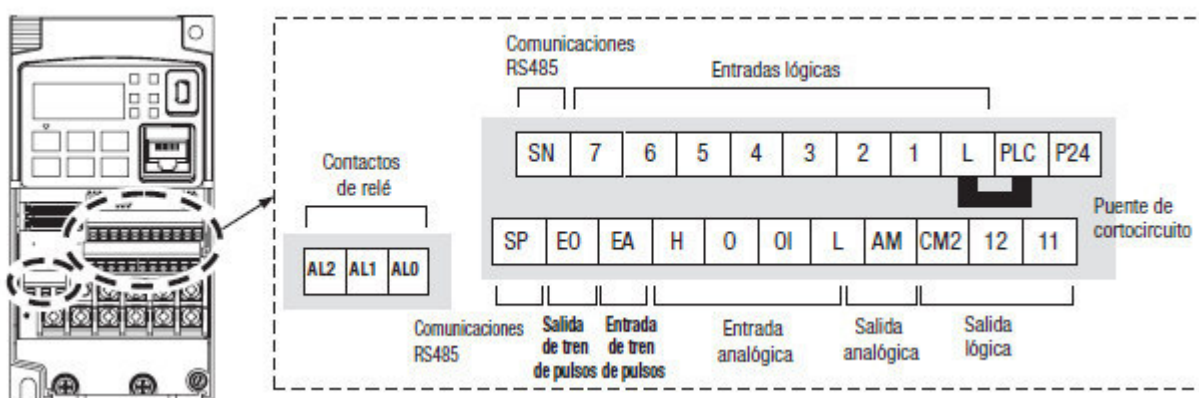 Comunicaciones
RS485
Entradas lógicas
SN 7 6 5 4 3 2 1 L PLC P24
Contactos
de relé
Puente de
cortocircuito
SP EO EA H O OI L AM CM2 12 11
AL2 AL1 AL0
Comunicaciones
RS485
Salida
de tren
de pulsos
Entrada
de tren
de pulsos
Entrada
analógica
Salida
analógica
Salida
lógica